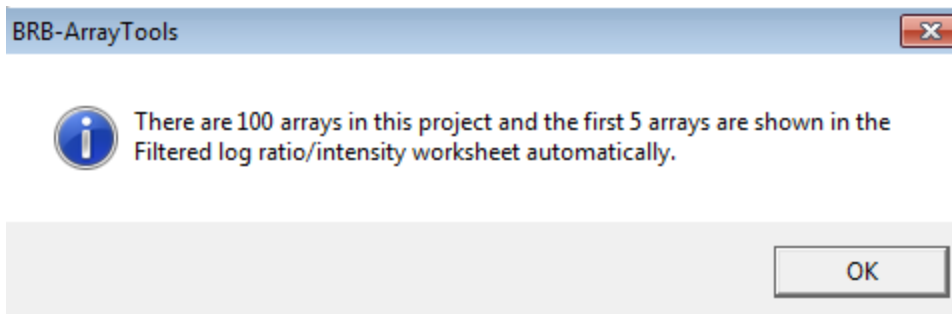 BRB-ArrayTools
There are 100 arrays in this project and the first 5 arrays are shown in the
Filtered log ratio/intensity worksheet automatically.
OK